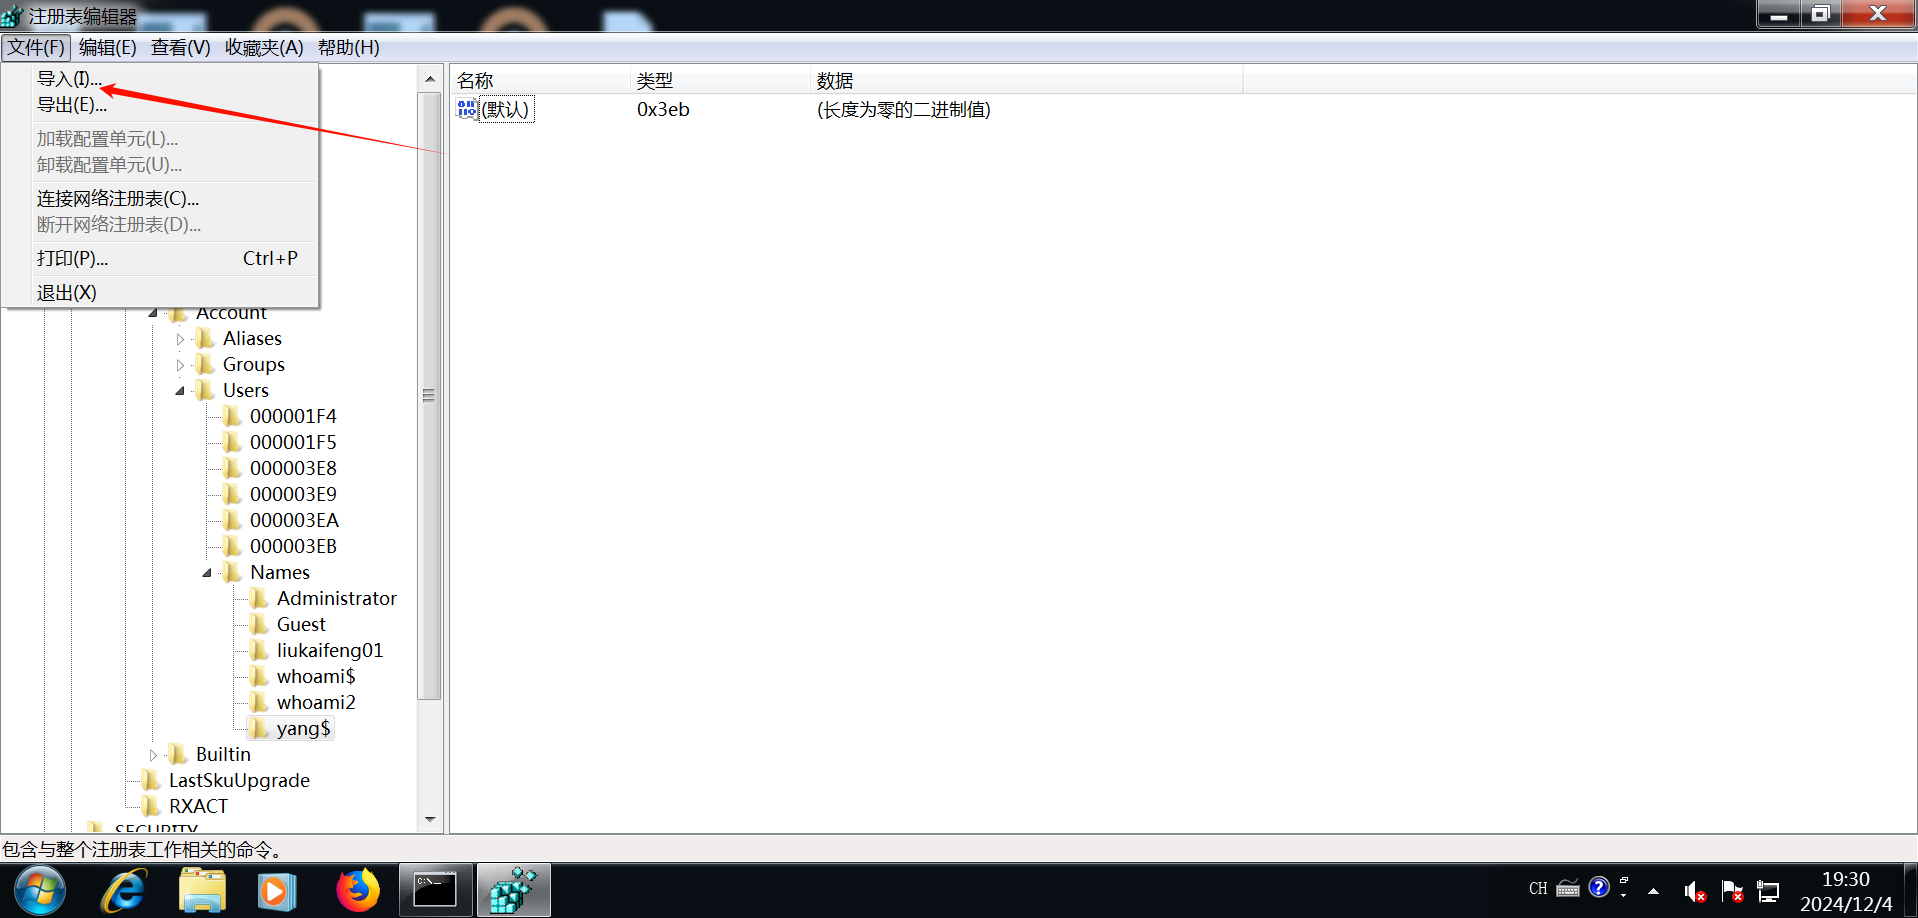 注册表编辑器
文件(F) 编辑(E) 查看(V) 收藏夹(A) 帮助(H)
导入(I)...
导出(E)...
加载配置单元(L)...
卸载配置单元(U)...
连接网络注册表(C)...
断开网络注册表(D)...
打印(P)... Ctrl+P
退出(X)
Account
Aliases
Groups
Users
000001F4
000001F5
000003E8
000003E9
000003EA
000003EB
Names
Administrator
Guest
liukaifeng01
whoami$
whoami2
yang$
Builtin
LastSkuUpgrade
RXACT
SECURITY
名称 类型 数据
(默认) 0x3eb (长度为零的二进制值)
包含与整个注册表工作相关的命令。
C:\_
CH
19:30
2024/12/4